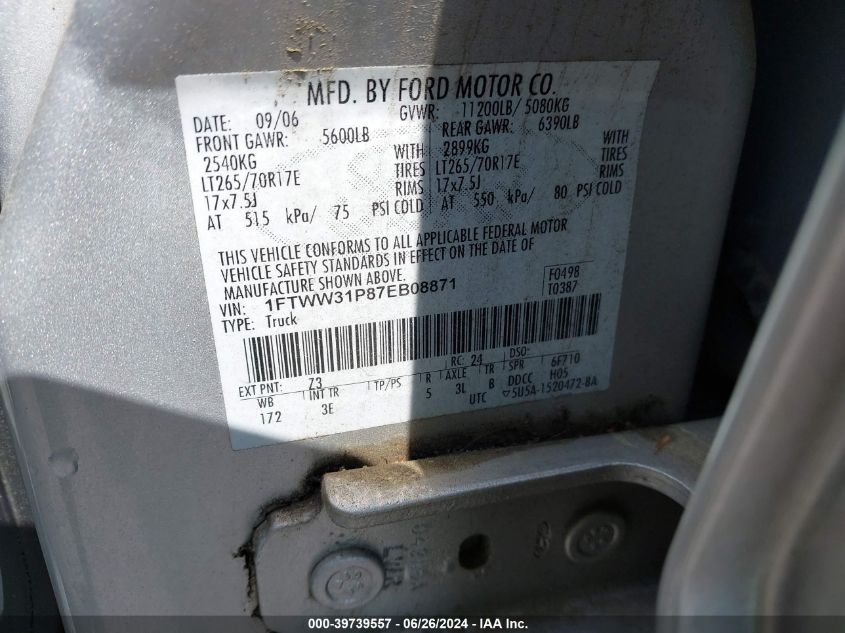 MFD. BY FORD MOTOR CO.
DATE: 09/06 GVWR: 11200LB/ 5080KG
FRONT GAWR: 5600LB REAR GAWR: 6390LB
2540KG WITH 2899KG WITH
LT265/70R17E TIRES LT265/70R17E TIRES
17x7.5J RIMS 17x7.5J RIMS
AT 515 kPa/ 75 PSI COLD AT 550 kPa/ 80 PSI COLD
THIS VEHICLE CONFORMS TO ALL APPLICABLE FEDERAL MOTOR
VEHICLE SAFETY STANDARDS IN EFFECT ON THE DATE OF
MANUFACTURE SHOWN ABOVE.
VIN: 1FTWW31P87EB08871
F0498
T0387
TYPE: Truck
EXT PNT: Z3 RC: 24 DSO:
WB INT TR TP/PS R AXLE TR SPR 6F710
172 3E 5 3L B DDCC H05
UTC ▽5U5A-1520472-BA
000-39739557 - 06/26/2024 - IAAI Inc.